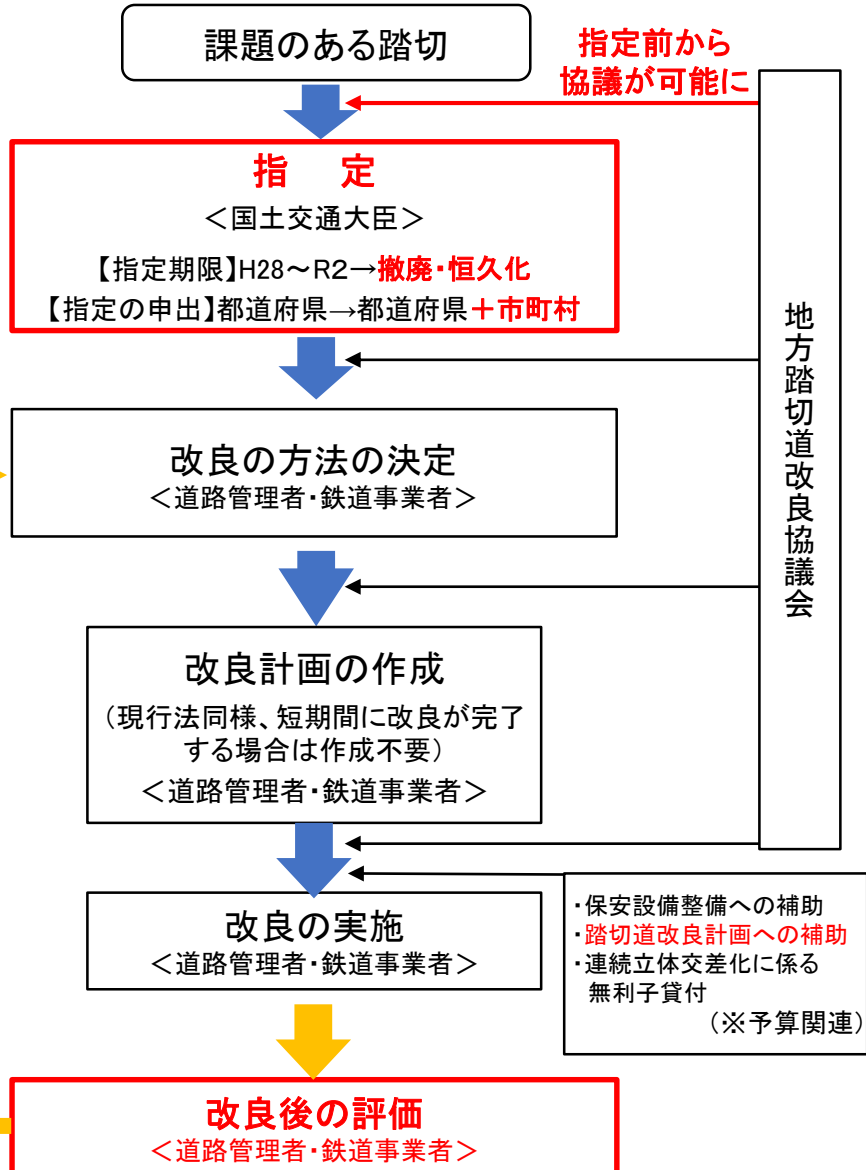 課題のある踏切
指定前から
協議が可能に
指　定
＜国土交通大臣＞
【指定期限】H28～R2→撤廃・恒久化
【指定の申出】都道府県→都道府県＋市町村
地方踏切道改良協議会
改良の方法の決定
＜道路管理者・鉄道事業者＞
改良計画の作成
（現行法同様、短期間に改良が完了
する場合は作成不要）
＜道路管理者・鉄道事業者＞
改良の実施
＜道路管理者・鉄道事業者＞
・保安設備整備への補助
・踏切道改良計画への補助
・連続立体交差化に係る
無利子貸付
（※予算関連）
改良後の評価
＜道路管理者・鉄道事業者＞